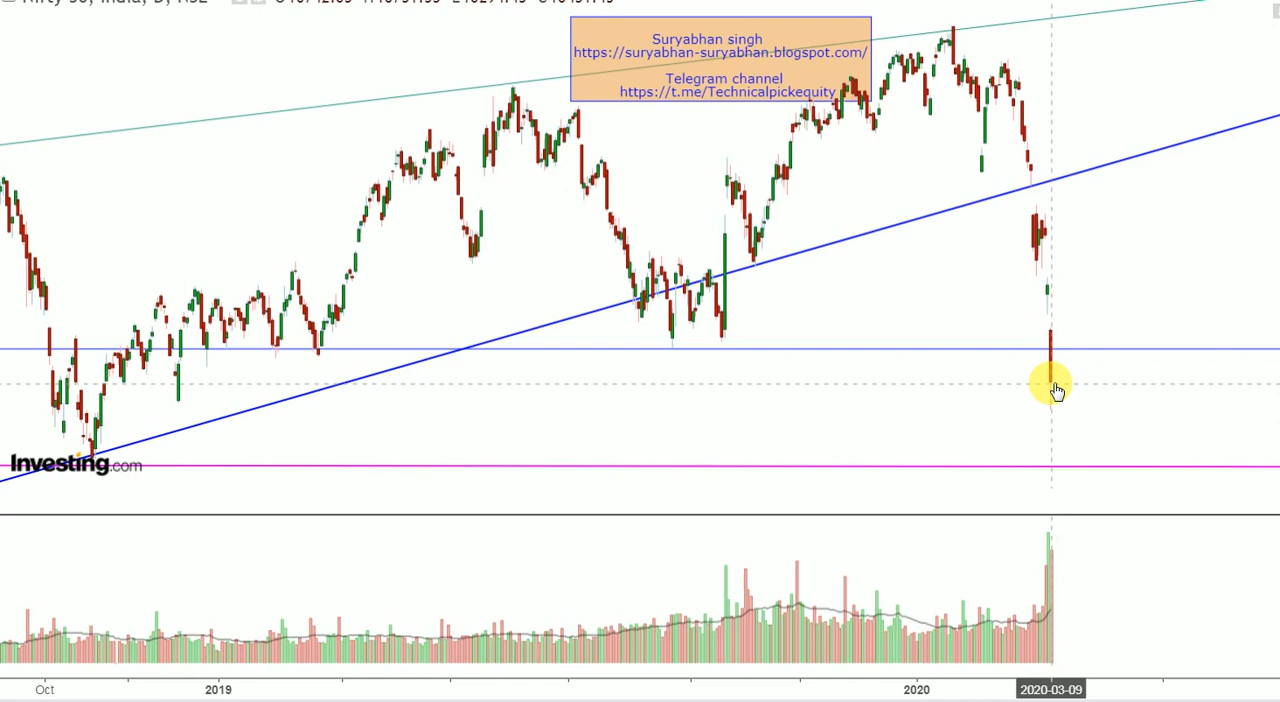 Suryabhan singh
https://suryabhan-suryabhan.blogspot.com/
Telegram channel
https://t.me/Technicalpickequity
Investing.com
Oct
2019
2020
2020-03-09